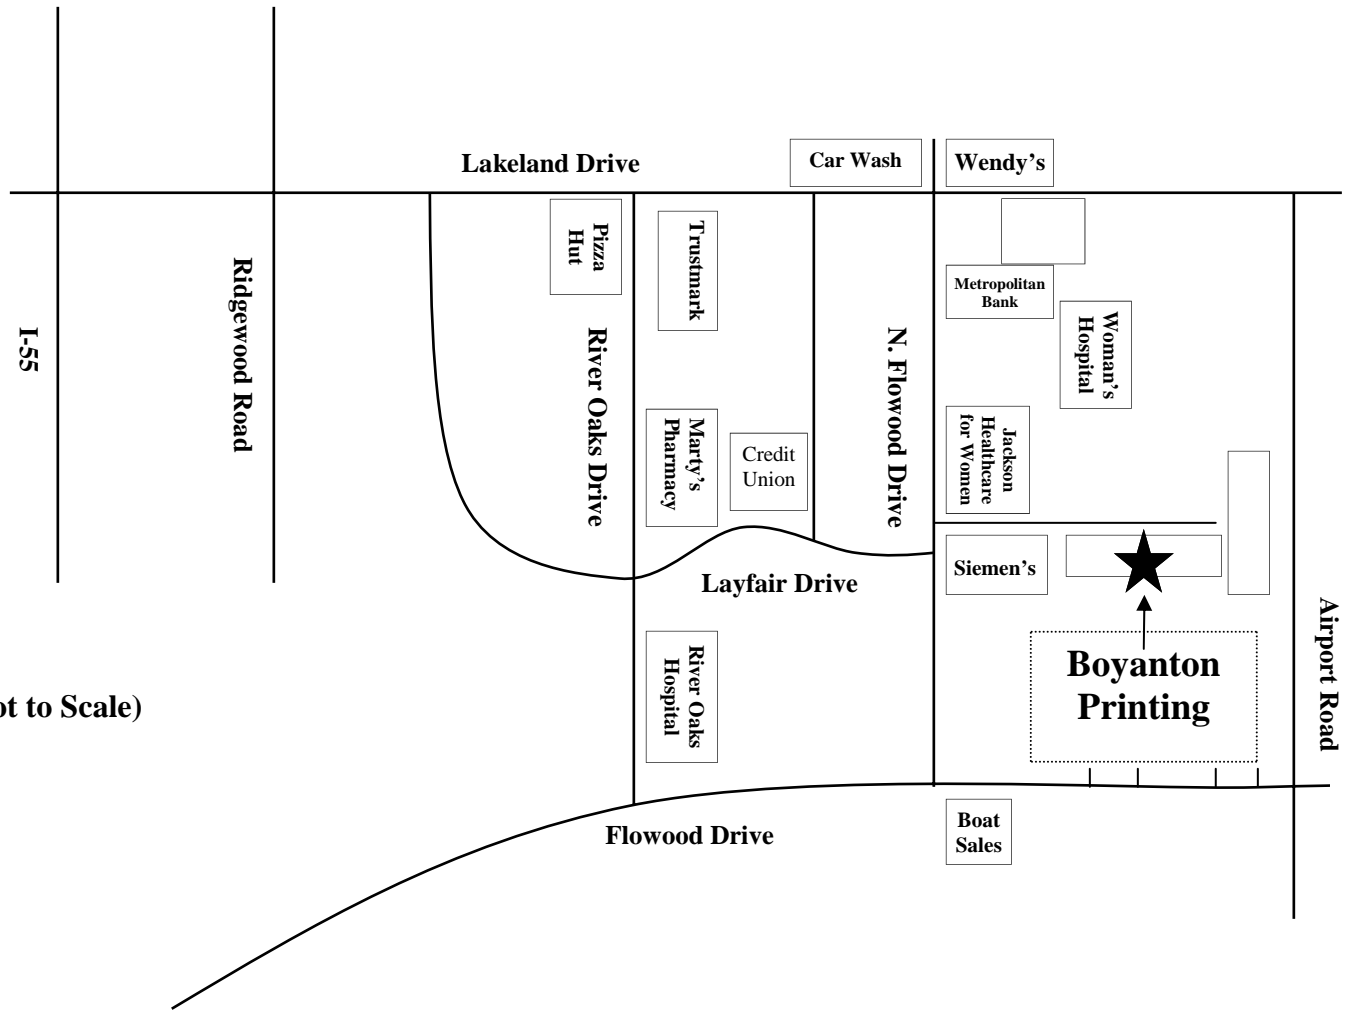 Lakeland Drive
Car Wash
Wendy's
Pizza
Hut
Trustmark
Metropolitan
Bank
Woman's
Hospital
I-55
Ridgewood Road
River Oaks Drive
N. Flowood Drive
Marty's
Pharmacy
Credit
Union
Jackson
Healthcare
for Women
Layfair Drive
Siemen's
Airport Road
River Oaks
Hospital
Boyanton
Printing
to Scale)
Flowood Drive
Boat
Sales